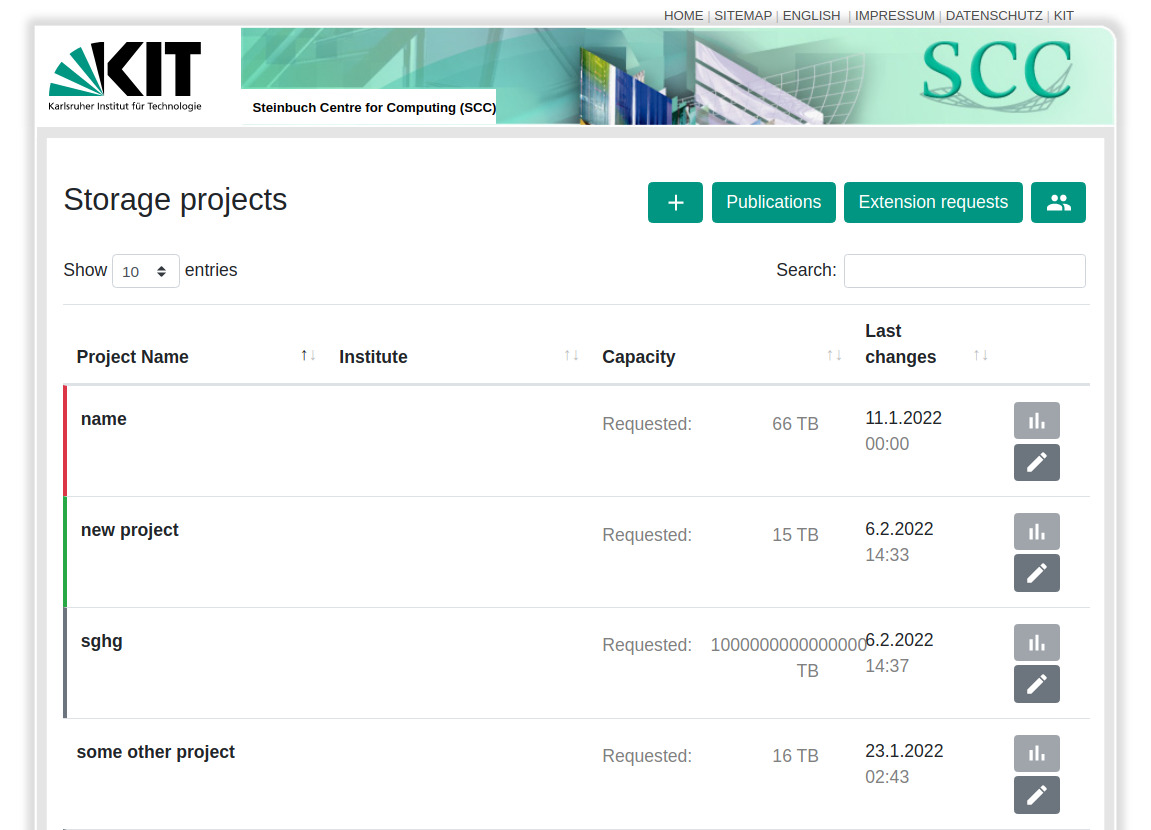 HOME | SITEMAP | ENGLISH | IMPRESSUM | DATENSCHUTZ | KIT
KIT
Karlsruher Institut für Technologie
Steinbuch Centre for Computing (SCC)
SCC
Storage projects
+ Publications Extension requests
Show 10 entries Search:
Project Name ↑↓ Institute ↑↓ Capacity ↑↓ Last changes ↑↓
name Requested: 66 TB 11.1.2022
00:00
new project Requested: 15 TB 6.2.2022
14:33
sghg Requested: 1000000000000000 6.2.2022
TB 14:37
some other project Requested: 16 TB 23.1.2022
02:43